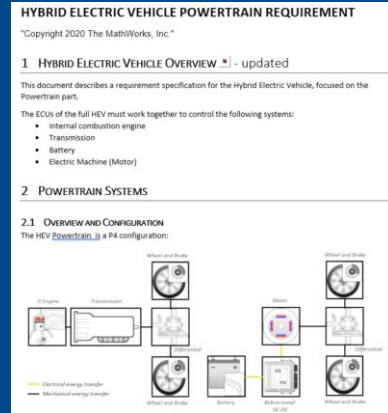 HYBRID ELECTRIC VEHICLE POWERTRAIN REQUIREMENT
"Copyright 2020 The MathWorks, Inc."
1 HYBRID ELECTRIC VEHICLE OVERVIEW - updated
This document describes a requirement specification for the Hybrid Electric Vehicle, focused on the
Powertrain part.
The ECUs of the full HEV must work together to control the following systems:
• Internal combustion engine
• Transmission
• Battery
• Electric Machine (Motor)
2 POWERTRAIN SYSTEMS
2.1 OVERVIEW AND CONFIGURATION
The HEV Powertrain is a P4 configuration:
Wheel and Brake
Wheel and Brake
SI Engine
Transmission
Motor
Differential
Differential
Electrical energy transfer
Mechanical energy transfer
Wheel and Brake
Battery
Bidirectional
DC-DC
Wheel and Brake